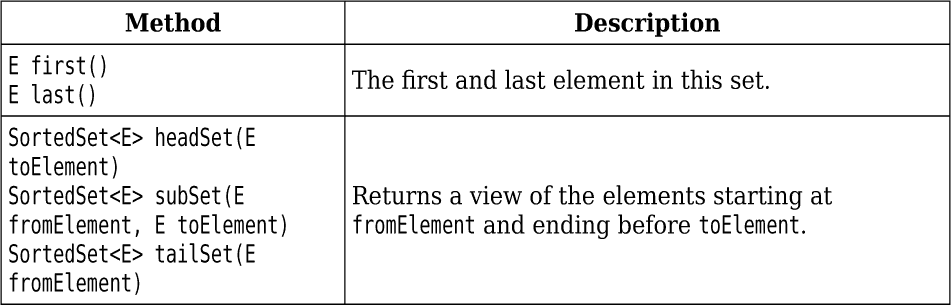 Method Description
E first()
E last()
The first and last element in this set.
SortedSet<E> headSet(E
toElement)
SortedSet<E> subSet(E
fromElement, E toElement)
SortedSet<E> tailSet(E
fromElement)
Returns a view of the elements starting at
fromElement and ending before toElement.